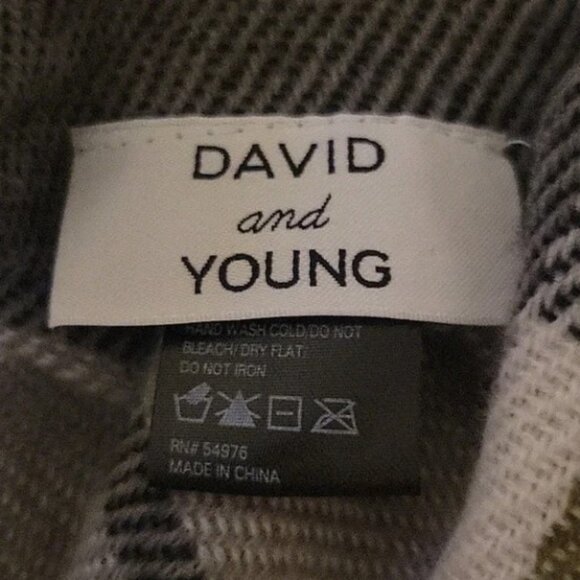 DAVID
and
YOUNG
HAND WASH COLD/DO NOT
BLEACH/DRY FLAT
DO NOT IRON
RN# 54976
MADE IN CHINA